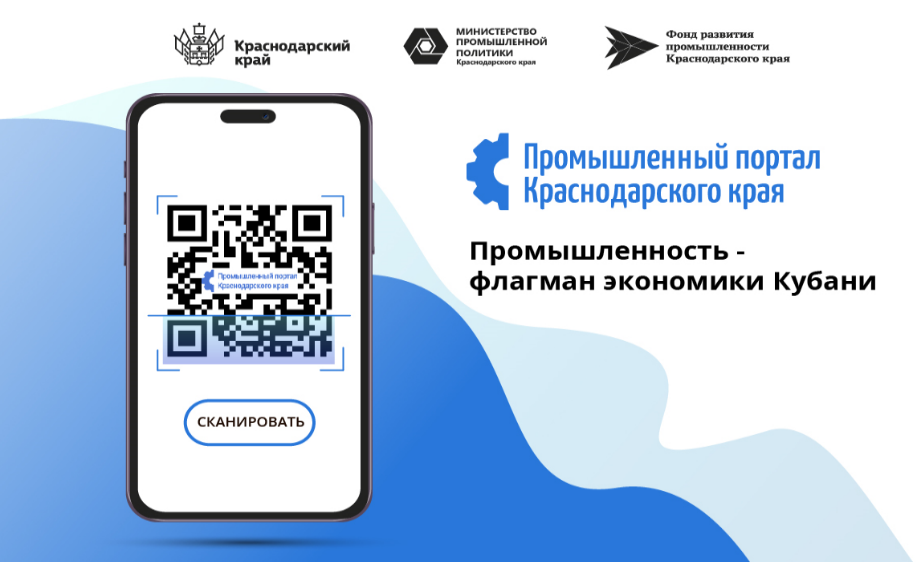 Краснодарский
край
МИНИСТЕРСТВО
ПРОМЫШЛЕННОЙ
ПОЛИТИКИ
Краснодарского края
Фонд развития
промышленности
Краснодарского края
Промышленный портал
Краснодарского края
Промышленность -
флагман экономики Кубани
Промышленный портал
Краснодарского края
СКАНИРОВАТЬ